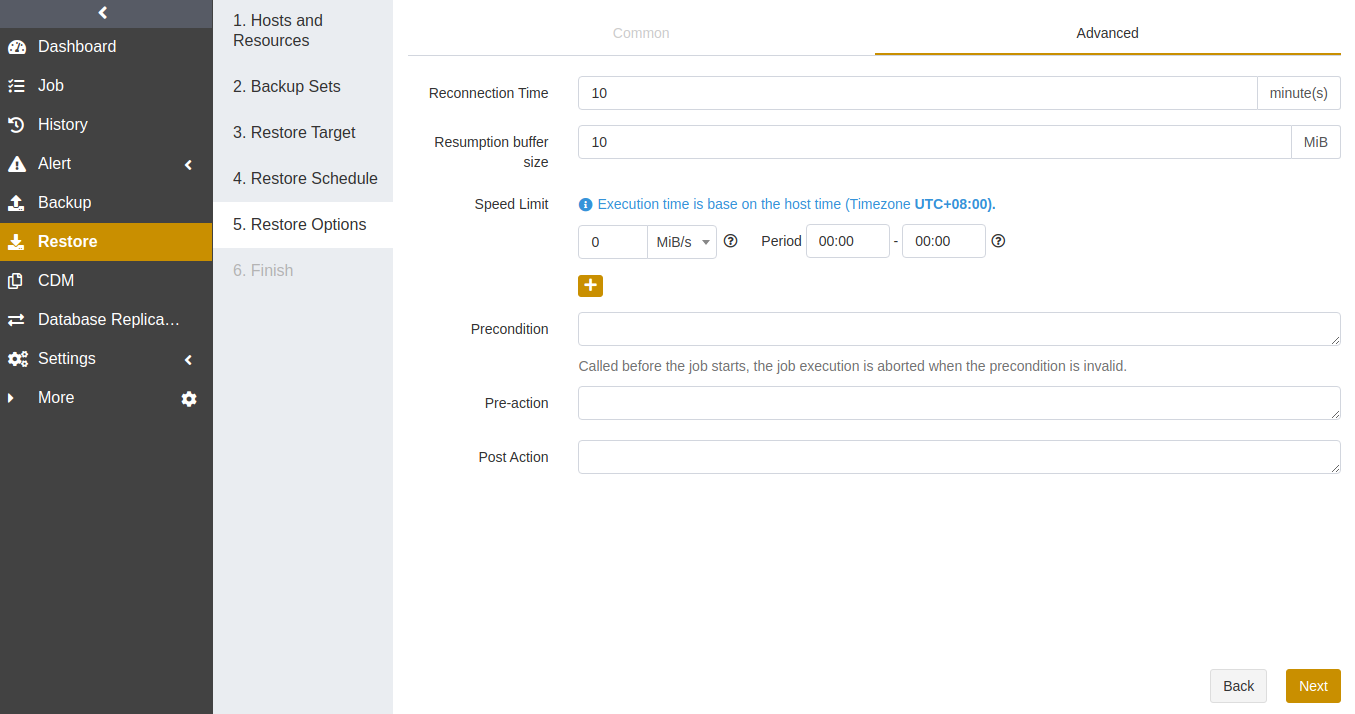 Dashboard
Job
History
Alert
Backup
Restore
CDM
Database Replica…
Settings
More
1. Hosts and
Resources
2. Backup Sets
3. Restore Target
4. Restore Schedule
5. Restore Options
6. Finish
Common
Advanced
Reconnection Time
10
minute(s)
Resumption buffer
size
10
MiB
Speed Limit
Execution time is base on the host time (Timezone UTC+08:00).
0
MiB/s
Period
00:00
-
00:00
Precondition
Called before the job starts, the job execution is aborted when the precondition is invalid.
Pre-action
Post Action
Back
Next